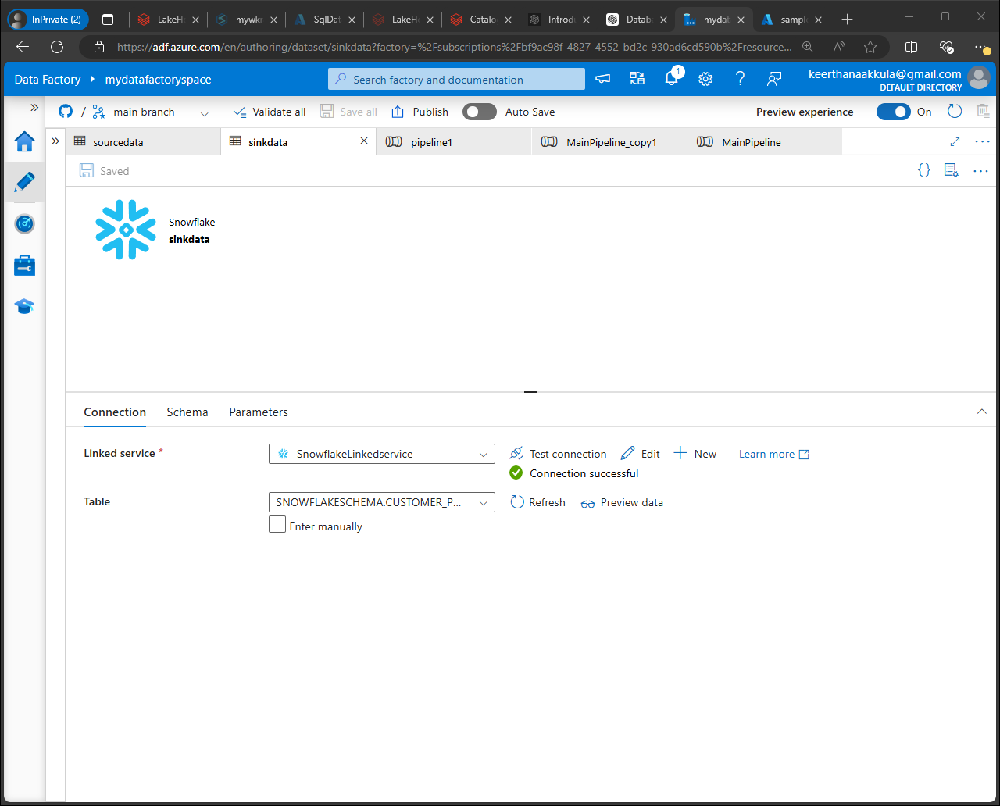 InPrivate (2)
LakeHo
mywkr
SqlDat
LakeHo
Catalo
Introdu
Datab
mydat
sampl
https://adf.azure.com/en/authoring/dataset/sinkdata?factory=%2Fsubscriptions%2Fbf9ac98f-4827-4552-bd2c-930ad6cd590b%2Fresource...
Data Factory
mydatafactoryspace
Search factory and documentation
1
keerthanaakkula@gmail.com
DEFAULT DIRECTORY
/ main branch
Validate all
Save all
Publish
Auto Save
Preview experience
On
sourcedata
sinkdata
pipeline1
MainPipeline_copy1
MainPipeline
Saved
{}
Snowflake
sinkdata
Connection
Schema
Parameters
Linked service *
SnowflakeLinkedservice
Test connection
Edit
New
Learn more
Connection successful
Table
SNOWFLAKESCHEMA.CUSTOMER_P...
Refresh
Preview data
Enter manually